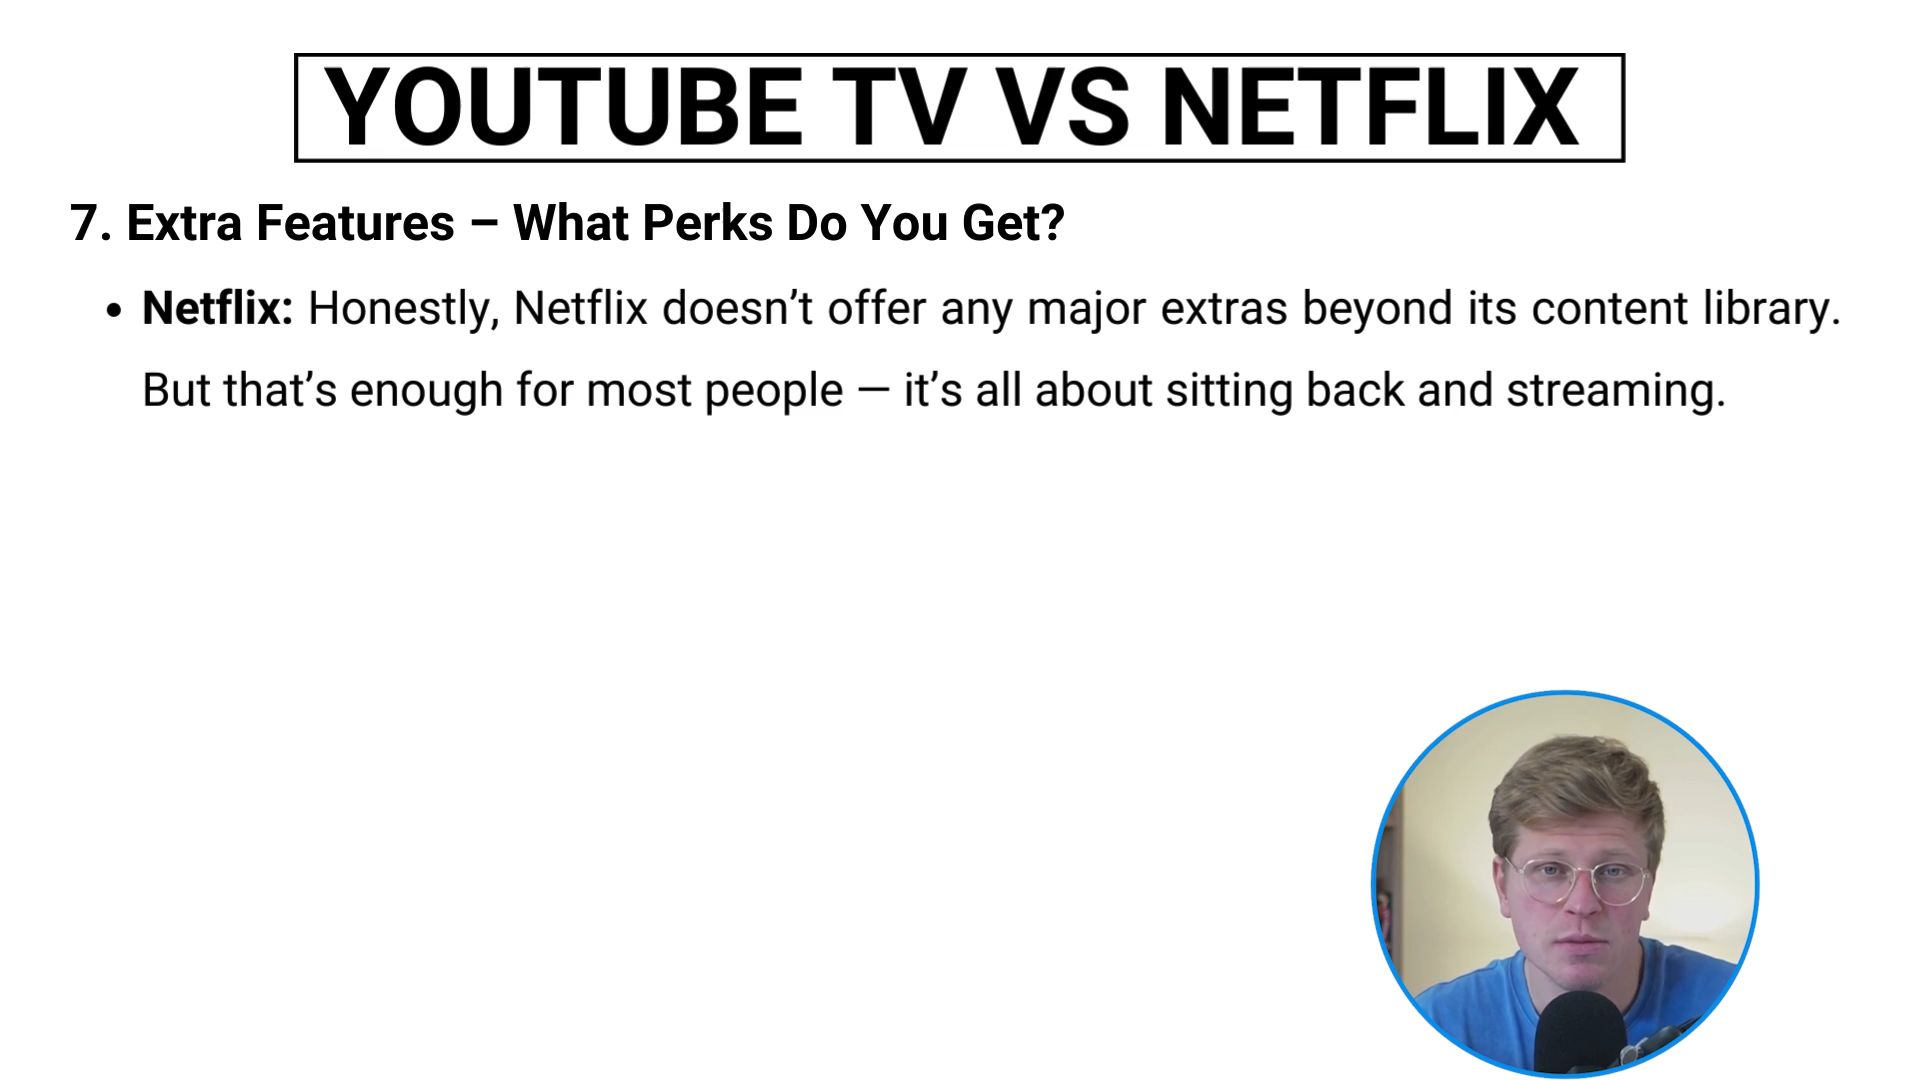 YOUTUBE TV VS NETFLIX
7. Extra Features – What Perks Do You Get?
• Netflix: Honestly, Netflix doesn’t offer any major extras beyond its content library.
But that’s enough for most people — it’s all about sitting back and streaming.